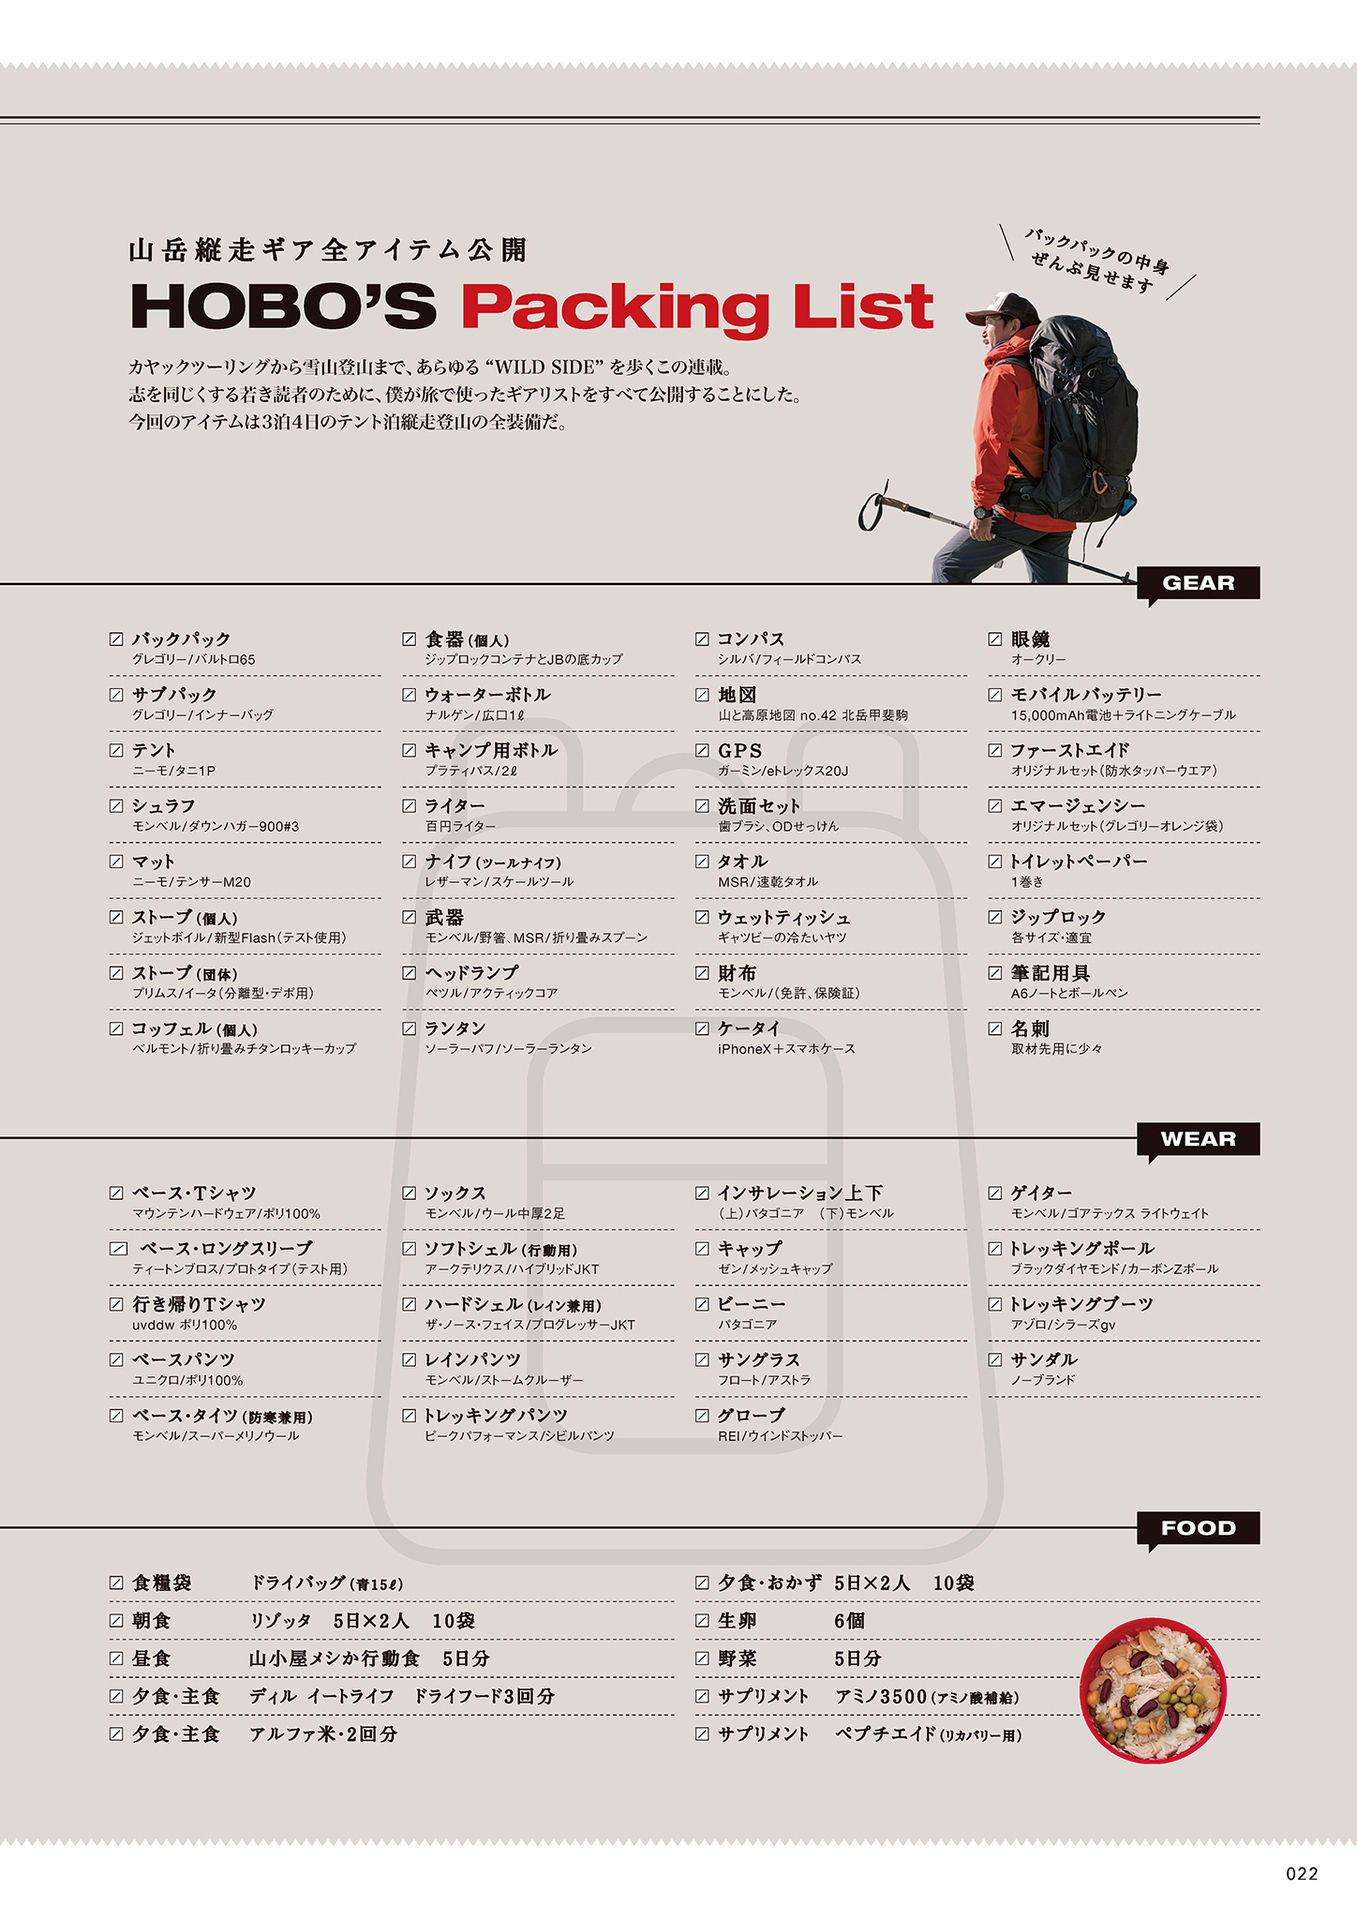 山岳縦走ギア全アイテム公開
HOBO'S Packing List
カヤックツーリングから雪山登山まで、あらゆる “WILD SIDE” を歩くこの連載。
志を同じくする若き読者のために、僕が旅で使ったギアリストをすべて公開することにした。
今回のアイテムは3泊4日のテント泊縦走登山の全装備だ。
バックパックの中身
ぜんぶ見せます
GEAR
バックパック
グレゴリー/バルトロ65
サブパック
グレゴリー/インナーバッグ
テント
ニーモ/タニ1P
シュラフ
モンベル/ダウンハガー900#3
マット
ニーモ/テンサーM20
ストーブ（個人）
ジェットボイル/新型Flash（テスト使用）
ストーブ（団体）
プリムス/イータ（分離型・デポ用）
コッフェル（個人）
ベルモント/折り畳みチタンロッキーカップ
食器（個人）
ジップロックコンテナとJBの底カップ
ウォーターボトル
ナルゲン/広口1ℓ
キャンプ用ボトル
プラティパス/2ℓ
ライター
百円ライター
ナイフ（ツールナイフ）
レザーマン/スケールツール
武器
モンベル/野箸、MSR/折り畳みスプーン
ヘッドランプ
ペツル/アクティックコア
ランタン
ソーラーパフ/ソーラーランタン
コンパス
シルバ/フィールドコンパス
地図
山と高原地図 no.42 北岳甲斐駒
GPS
ガーミン/eトレックス20J
洗面セット
歯ブラシ、ODせっけん
タオル
MSR/速乾タオル
ウェットティッシュ
ギャツビーの冷たいヤツ
財布
モンベル/（免許、保険証）
ケータイ
iPhoneX＋スマホケース
眼鏡
オークリー
モバイルバッテリー
15,000mAh電池＋ライトニングケーブル
ファーストエイド
オリジナルセット（防水タッパーウエア）
エマージェンシー
オリジナルセット（グレゴリーオレンジ袋）
トイレットペーパー
1巻き
ジップロック
各サイズ・適宜
筆記用具
A6ノートとボールペン
名刺
取材先用に少々
WEAR
ベース・Tシャツ
マウンテンハードウェア/ポリ100%
ベース・ロングスリーブ
ティートンブロス/プロトタイプ（テスト用）
行き帰りTシャツ
uvddw ポリ100%
ベースパンツ
ユニクロ/ポリ100%
ベース・タイツ（防寒兼用）
モンベル/スーパーメリノウール
ソックス
モンベル/ウール中厚2足
ソフトシェル（行動用）
アークテリクス/ハイブリッドJKT
ハードシェル（レイン兼用）
ザ・ノース・フェイス/プログレッサーJKT
レインパンツ
モンベル/ストームクルーザー
トレッキングパンツ
ピークパフォーマンス/シビルパンツ
インサレーション上下
（上）パタゴニア （下）モンベル
キャップ
ゼン/メッシュキャップ
ビーニー
パタゴニア
サングラス
フロート/アストラ
グローブ
REI/ウインドストッパー
ゲイター
モンベル/ゴアテックス ライトウェイト
トレッキングポール
ブラックダイヤモンド/カーボンZポール
トレッキングブーツ
アゾロ/シラーズgv
サンダル
ノーブランド
FOOD
食糧袋 ドライバッグ（青15ℓ）
朝食 リゾッタ 5日×2人 10袋
昼食 山小屋メシか行動食 5日分
夕食・主食 ディル イートライフ ドライフード3回分
夕食・主食 アルファ米・2回分
夕食・おかず 5日×2人 10袋
生卵 6個
野菜 5日分
サプリメント アミノ3500（アミノ酸補給）
サプリメント ペプチエイド（リカバリー用）
022